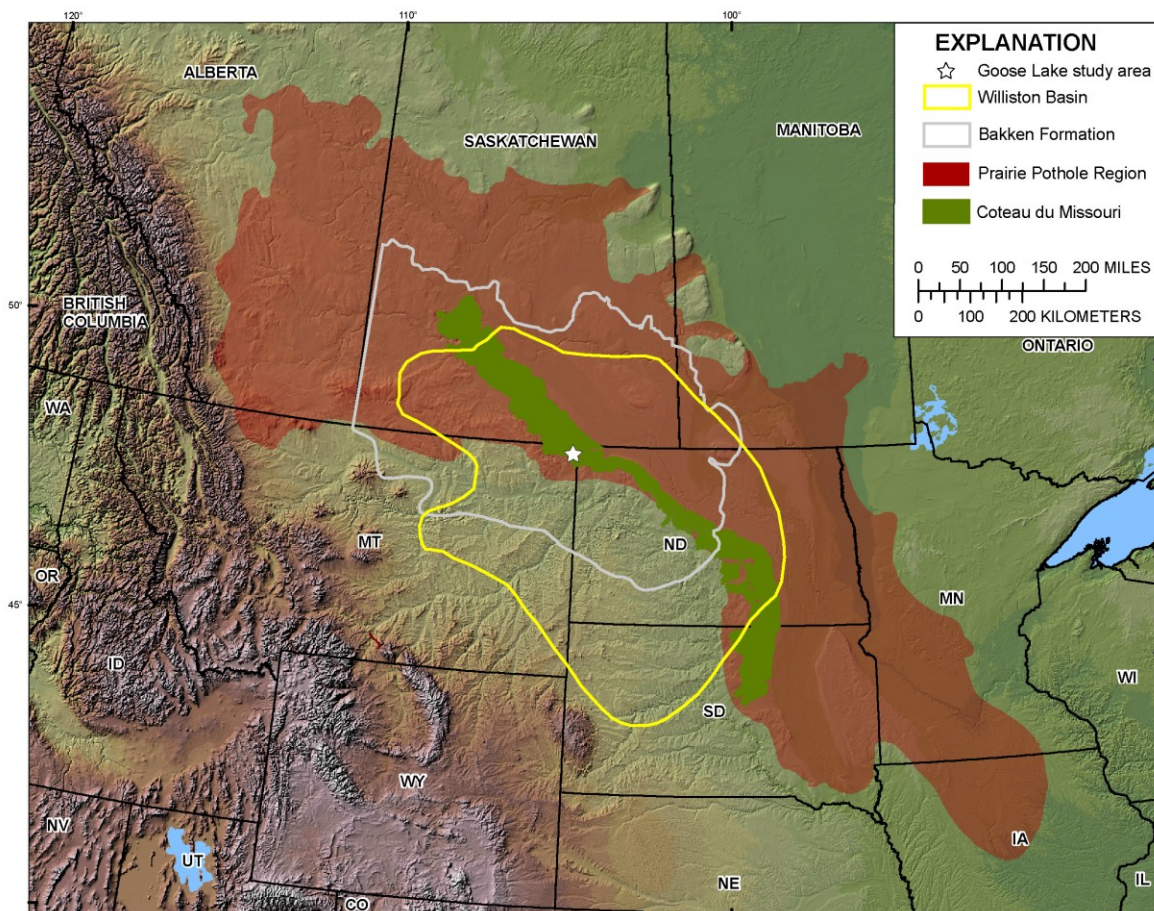 120°
110°
100°
EXPLANATION
Goose Lake study area
Williston Basin
Bakken Formation
Prairie Pothole Region
Coteau du Missouri
0 50 100 150 200 MILES
0 100 200 KILOMETERS
ALBERTA
SASKATCHEWAN
MANITOBA
50°
BRITISH
COLUMBIA
ONTARIO
WA
MT
ND
OR
MN
45°
ID
WI
SD
WY
NV
UT
IA
NE
IL
CO